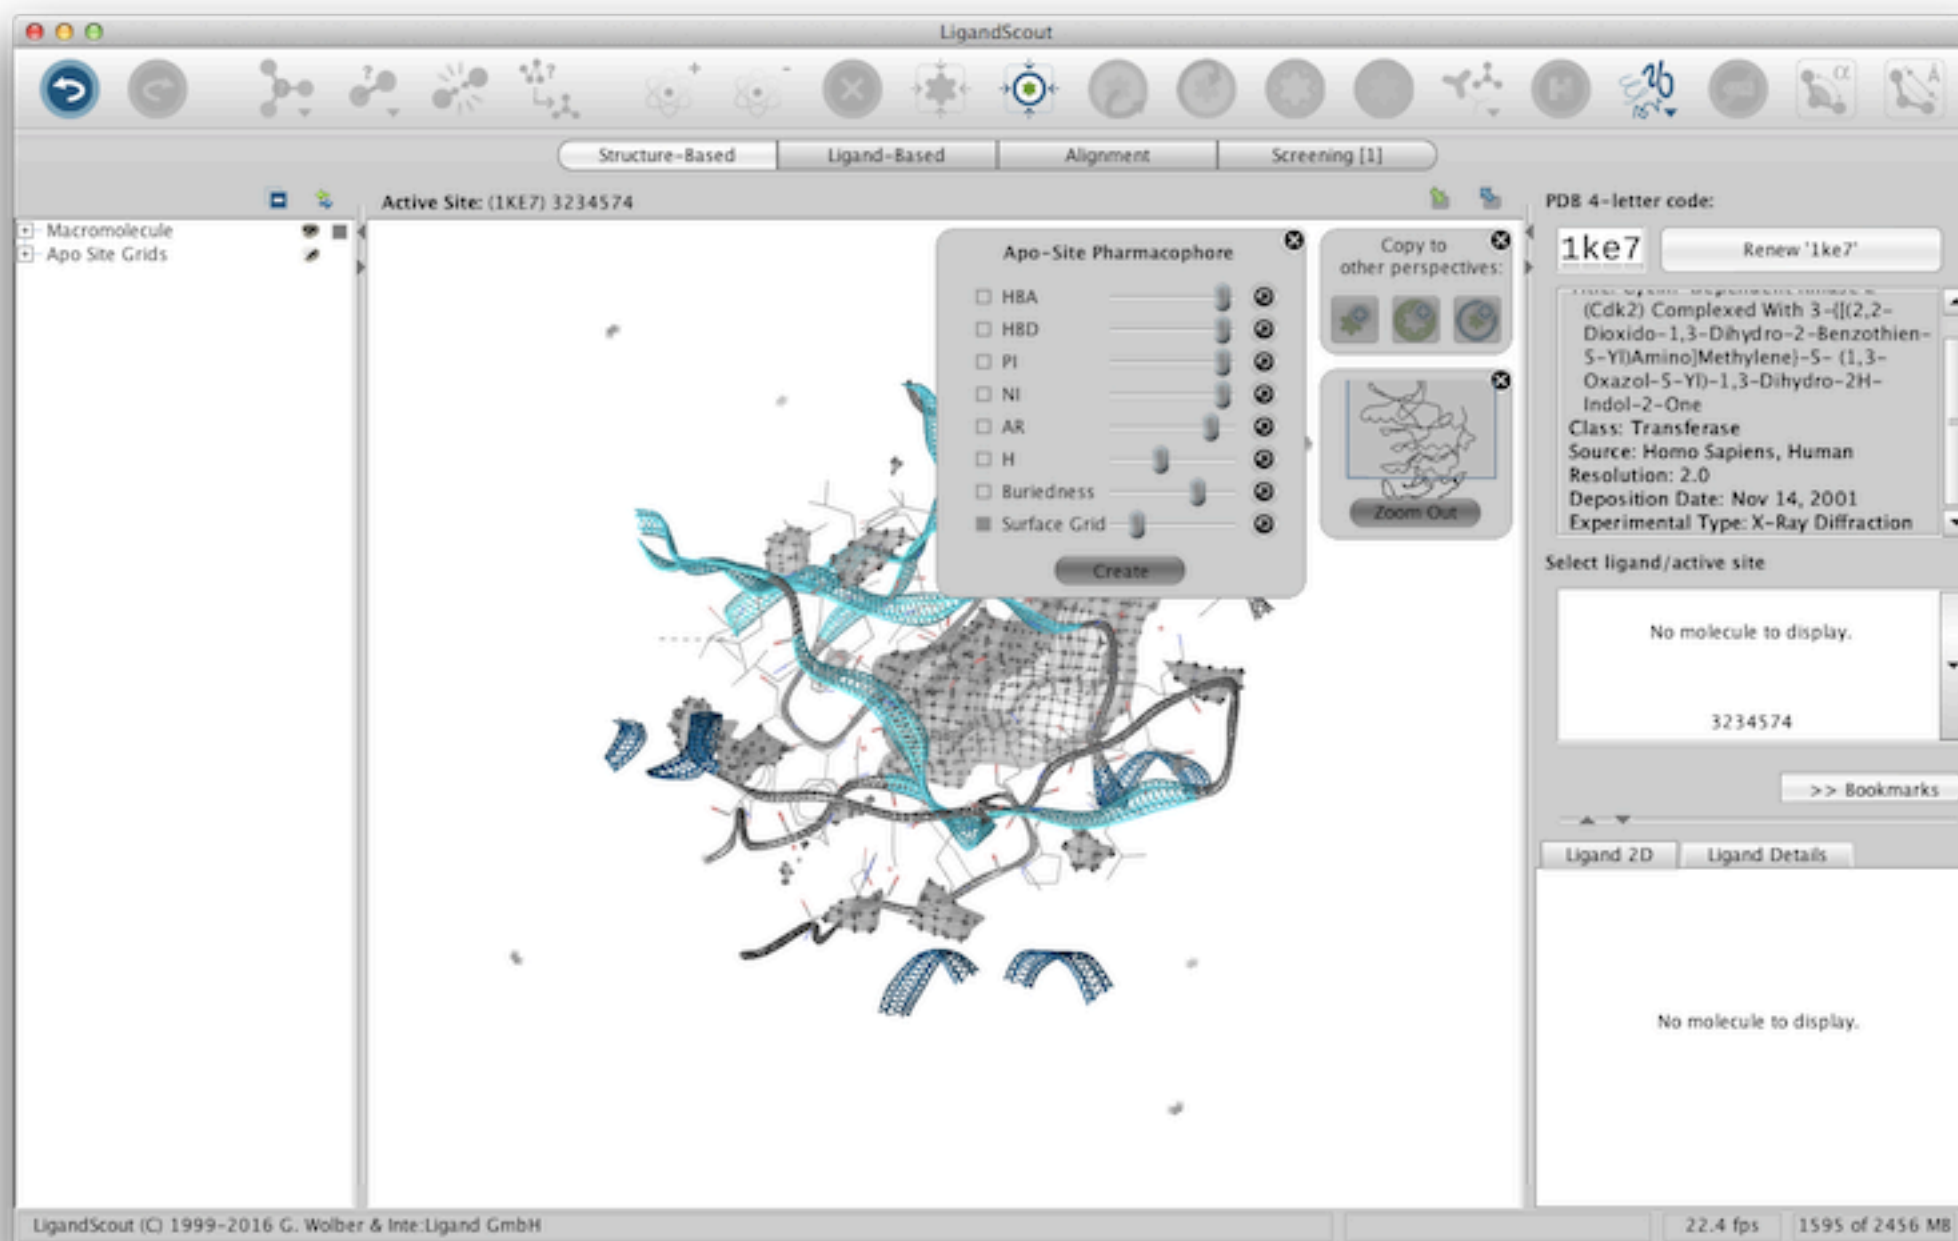 LigandScout
Structure-Based
Ligand-Based
Alignment
Screening [1]
Active Site: (1KE7) 3234574
Macromolecule
Apo Site Grids
Apo-Site Pharmacophore
HBA
HBD
PI
NI
AR
H
Buriedness
Surface Grid
Create
Copy to
other perspectives:
Zoom Out
PDB 4-letter code:
1ke7
Renew '1ke7'
(Cdk2) Complexed With 3-{[(2,2-
Dioxido-1,3-Dihydro-2-Benzothien-
5-Yl)Amino]Methylene}-5- (1,3-
Oxazol-5-Yl)-1,3-Dihydro-2H-
Indol-2-One
Class: Transferase
Source: Homo Sapiens, Human
Resolution: 2.0
Deposition Date: Nov 14, 2001
Experimental Type: X-Ray Diffraction
Select ligand/active site
No molecule to display.
3234574
>> Bookmarks
Ligand 2D
Ligand Details
No molecule to display.
LigandScout (C) 1999-2016 G. Wolber & Inte:Ligand GmbH
22.4 fps
1595 of 2456 MB